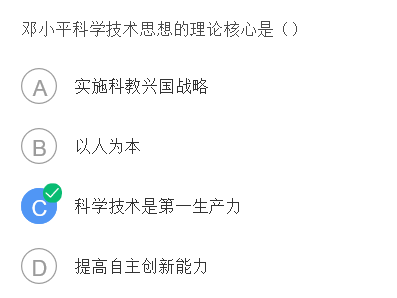 邓小平科学技术思想的理论核心是（）
A 实施科教兴国战略
B 以人为本
C 科学技术是第一生产力
D 提高自主创新能力